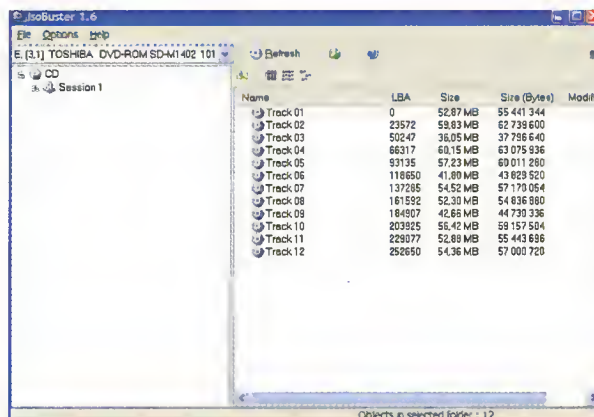 IsoBuster 1.6
File Options Help
E. (3,1) TOSHIBA DVD-ROM SD-M1402 101
Refresh
CD
Session 1
Name LBA Size Size (Bytes) Modifi
Track 01 0 52,87 MB 55 441 344
Track 02 23572 59,83 MB 62 739 600
Track 03 50247 36,05 MB 37 796 640
Track 04 66317 60,15 MB 63 075 936
Track 05 93135 57,23 MB 60 011 280
Track 06 118650 41,80 MB 43 829 520
Track 07 137285 54,52 MB 57 170 064
Track 08 161592 52,30 MB 54 836 880
Track 09 184907 42,66 MB 44 730 336
Track 10 203925 56,42 MB 59 157 504
Track 11 229077 52,88 MB 55 443 696
Track 12 252650 54,36 MB 57 000 720
Objects in selected folder : 12